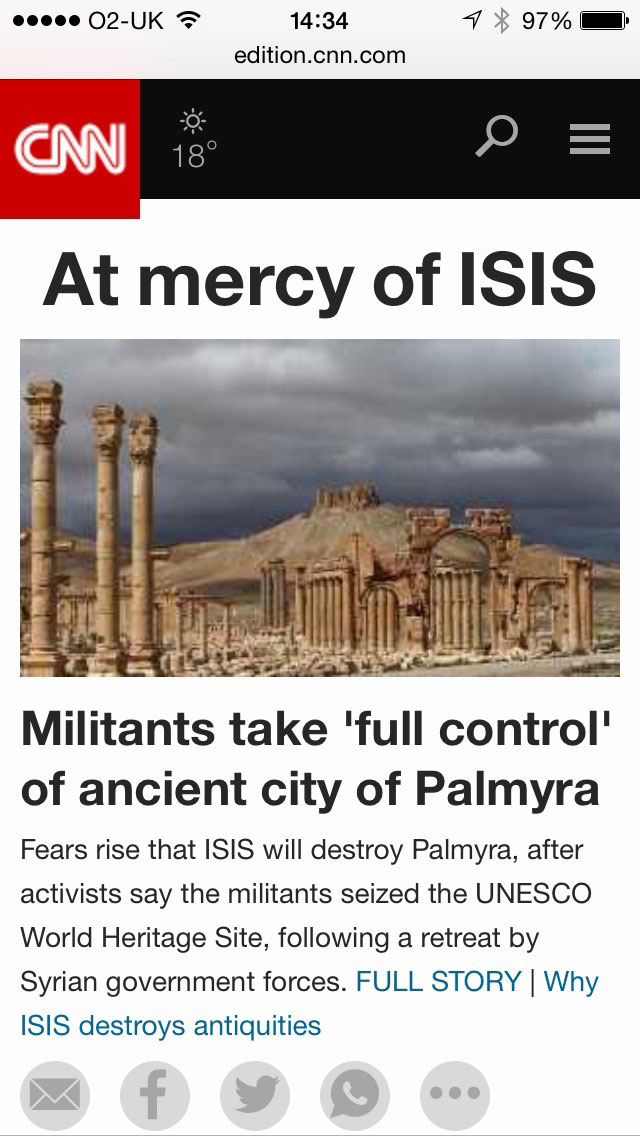 O2-UK 14:34 97%
edition.cnn.com
CNN
18°
At mercy of ISIS
Militants take 'full control'
of ancient city of Palmyra
Fears rise that ISIS will destroy Palmyra, after
activists say the militants seized the UNESCO
World Heritage Site, following a retreat by
Syrian government forces. FULL STORY | Why
ISIS destroys antiquities